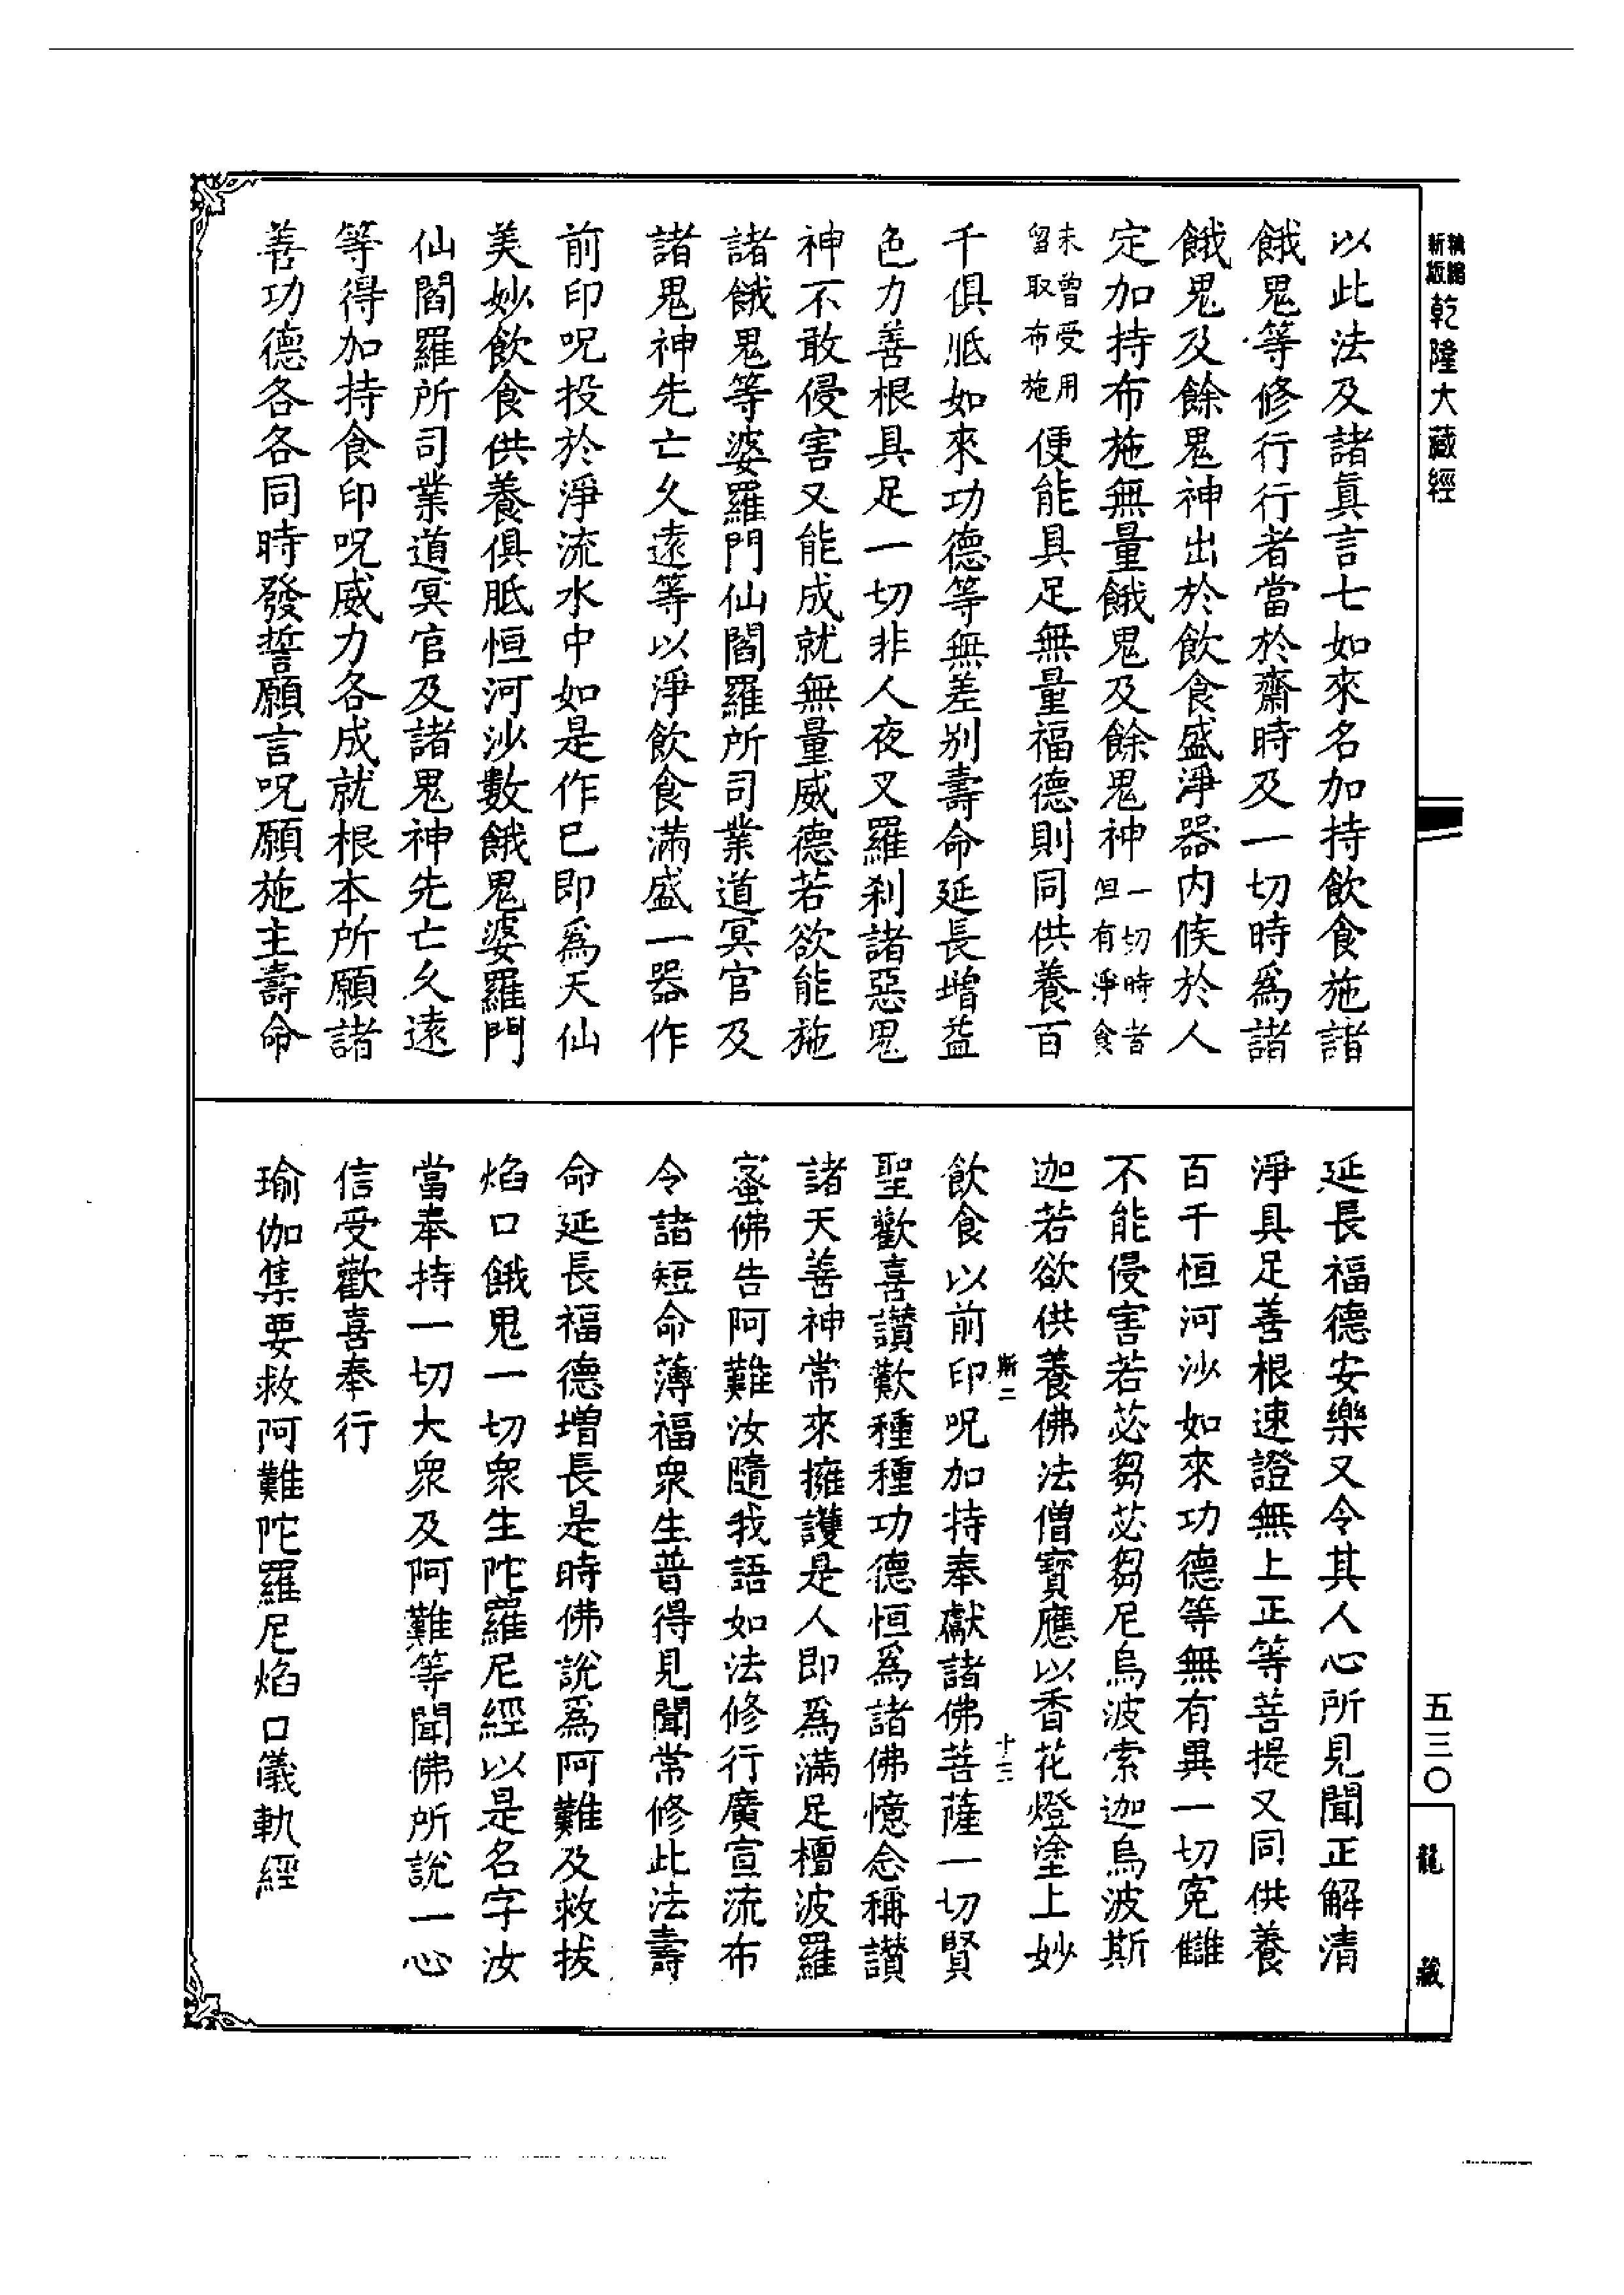 新編
新版
乾隆大藏經
以此法及諸眞言七如來名加持飲食施諸
餓鬼等修行行者當於齋時及一切時爲諸
餓鬼及餘鬼神出於飲食盛淨器内候於人
定加持布施無量餓鬼及餘鬼神一切時者但有淨食
未曾受用留取布施便能具足無量福德則同供養百
千俱胝如來功德等無差别壽命延長增益
色力善根具足一切非人夜叉羅刹諸惡鬼
神不敢侵害又能成就無量威德若欲能施
諸餓鬼等婆羅門仙閻羅所司業道冥官及
諸鬼神先亡久遠等以淨飲食滿盛一器作
前印呪投於淨流水中如是作已即爲天仙
美妙飲食供養俱胝恒河沙數餓鬼婆羅門
仙閻羅所司業道冥官及諸鬼神先亡久遠
等得加持食印呪威力各成就根本所願諸
善功德各各同時發誓願言呪願施主壽命
延長福德安樂又令其人心所見聞正解清
淨具足善根速證無上正等菩提又同供養
百千恒河沙如來功德等無有異一切寃讎
不能侵害若苾芻苾芻尼烏波索迦烏波斯
迦若欲供養佛法僧寶應以香花燈塗上妙
斯二
十三
飲食以前印呪加持奉獻諸佛菩薩一切賢
聖歡喜讃歎種種功德恒爲諸佛憶念稱讃
諸天善神常來擁護是人即爲滿足檀波羅
蜜佛告阿難汝隨我語如法修行廣宣流布
令諸短命薄福衆生普得見聞常修此法壽
命延長福德增長是時佛說爲阿難及救拔
焰口餓鬼一切衆生陀羅尼經以是名字汝
當奉持一切大衆及阿難等聞佛所說一心
信受歡喜奉行
瑜伽集要救阿難陀羅尼焰口儀軌經
五三〇
龍藏